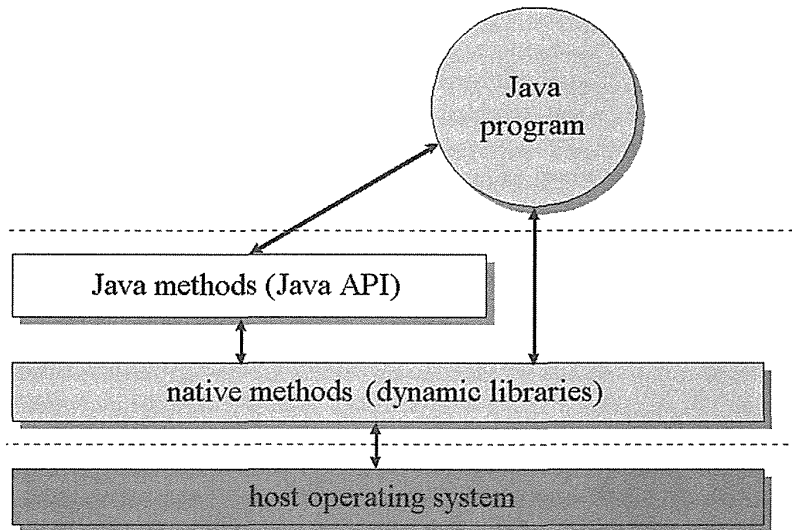 Java
program
Java methods (Java API)
native methods (dynamic libraries)
host operating system